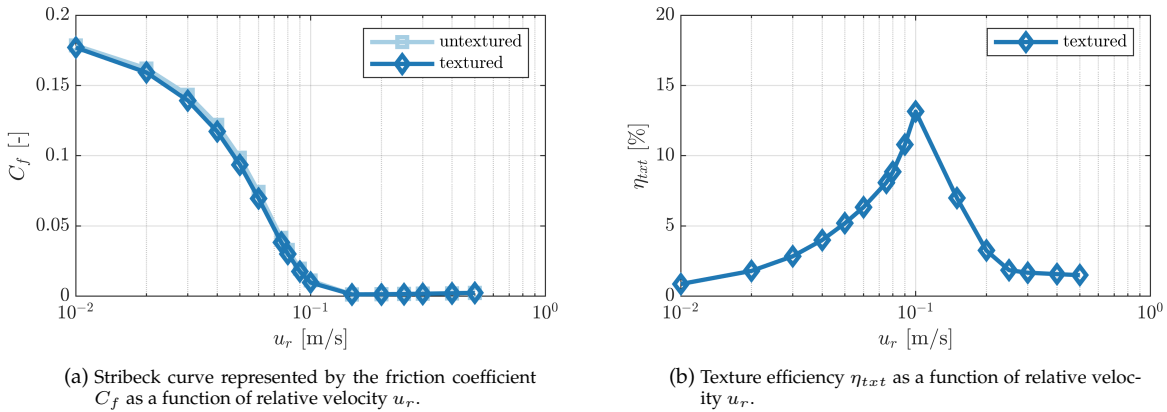 0.2
0.15
0.1
0.05
0
C_f [-]
untextured
textured
10^-2
10^-1
10^0
u_r [m/s]
(a) Stribeck curve represented by the friction coefficient
C_f as a function of relative velocity u_r.
20
15
10
5
0
η_txt [%]
textured
10^-2
10^-1
10^0
u_r [m/s]
(b) Texture efficiency η_txt as a function of relative veloc-
ity u_r.